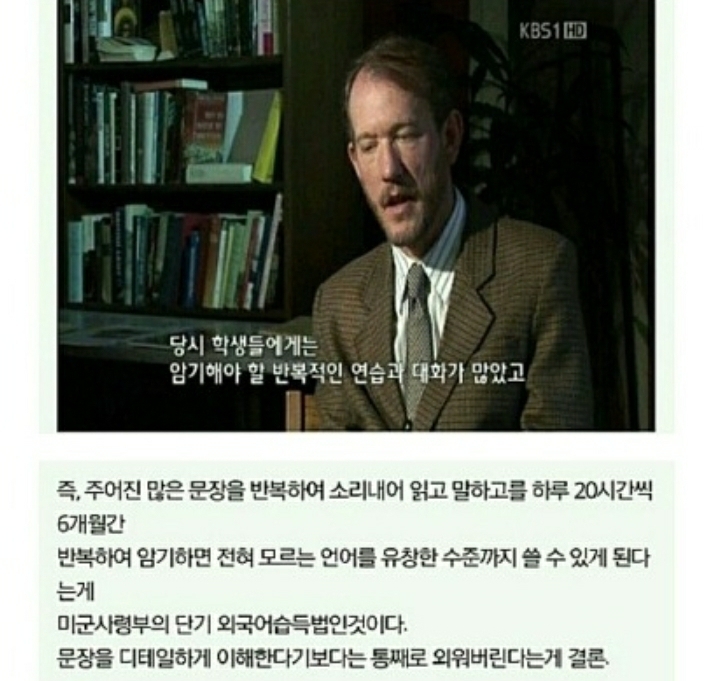 KBS1 HD
당시 학생들에게는
암기해야 할 반복적인 연습과 대화가 많았고
즉, 주어진 많은 문장을 반복하여 소리내어 읽고 말하고를 하루 20시간씩
6개월간
반복하여 암기하면 전혀 모르는 언어를 유창한 수준까지 쓸 수 있게 된다
는게
미군사령부의 단기 외국어습득법인것이다.
문장을 디테일하게 이해한다기보다는 통째로 외워버린다는게 결론.